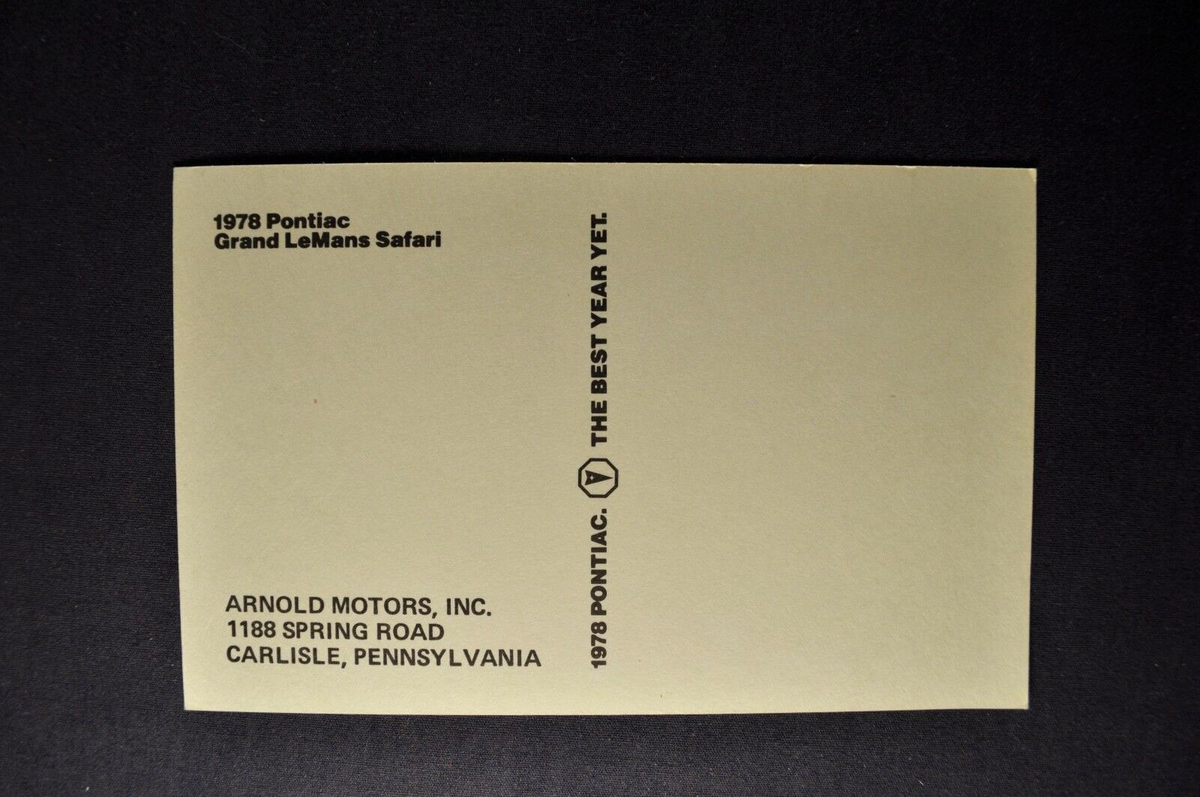 1978 Pontiac
Grand LeMans Safari
ARNOLD MOTORS, INC.
1188 SPRING ROAD
CARLISLE, PENNSYLVANIA
1978 PONTIAC. THE BEST YEAR YET.